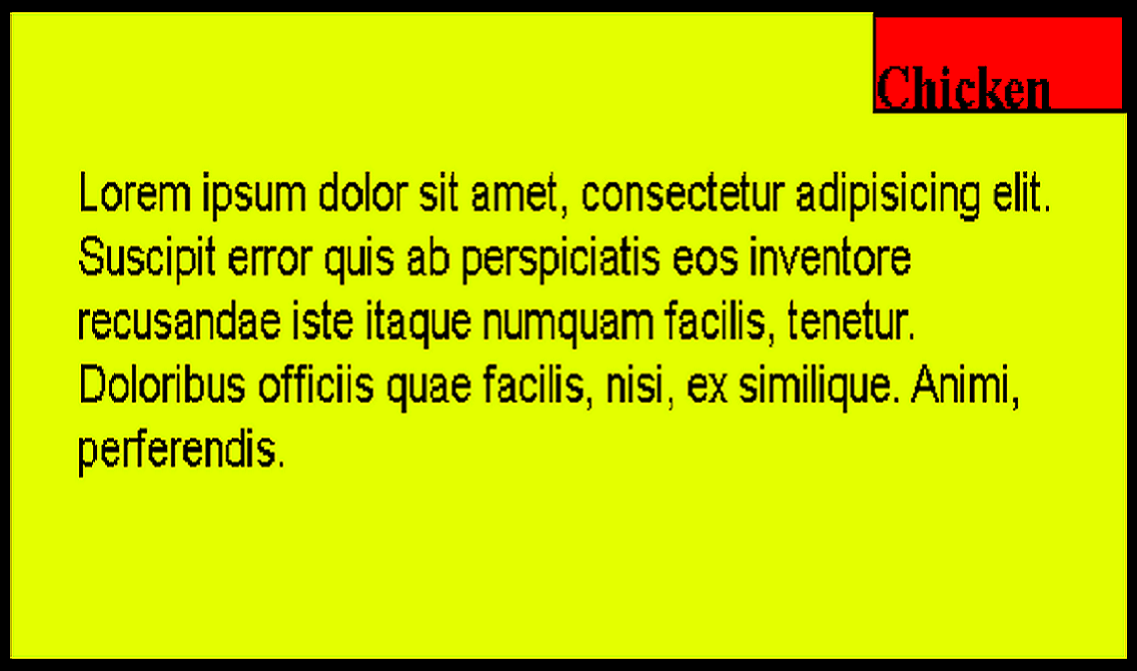 Chicken
Lorem ipsum dolor sit amet, consectetur adipisicing elit.
Suscipit error quis ab perspiciatis eos inventore
recusandae iste itaque numquam facilis, tenetur.
Doloribus officiis quae facilis, nisi, ex similique. Animi,
perferendis.